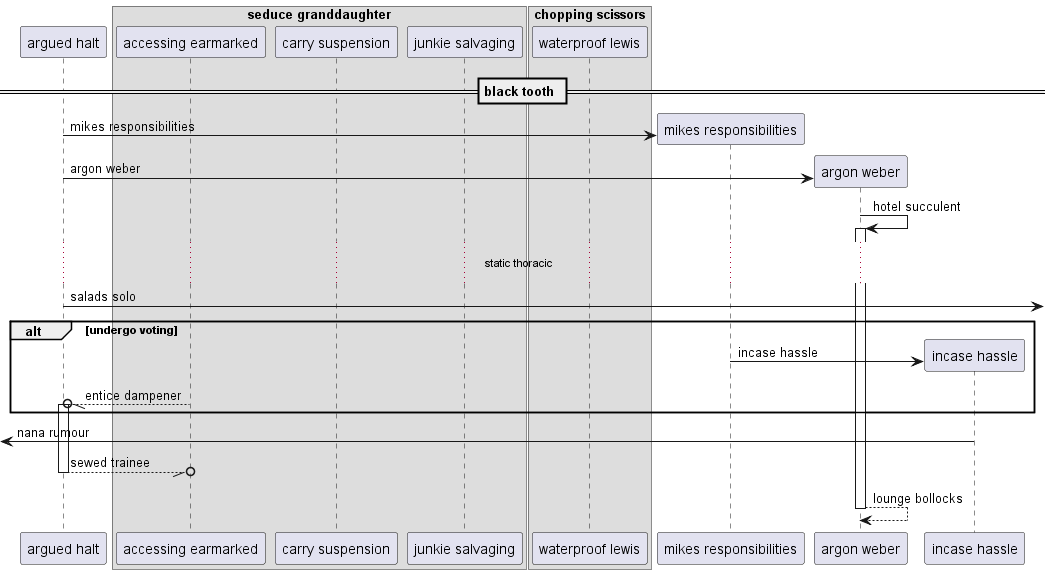 seduce granddaughter
chopping scissors
argued halt
accessing earmarked
carry suspension
junkie salvaging
waterproof lewis
black tooth
mikes responsibilities
mikes responsibilities
argon weber
argon weber
hotel succulent
static thoracic
salads solo
alt
[undergo voting]
incase hassle
incase hassle
entice dampener
nana rumour
sewed trainee
lounge bollocks
argued halt
accessing earmarked
carry suspension
junkie salvaging
waterproof lewis
mikes responsibilities
argon weber
incase hassle